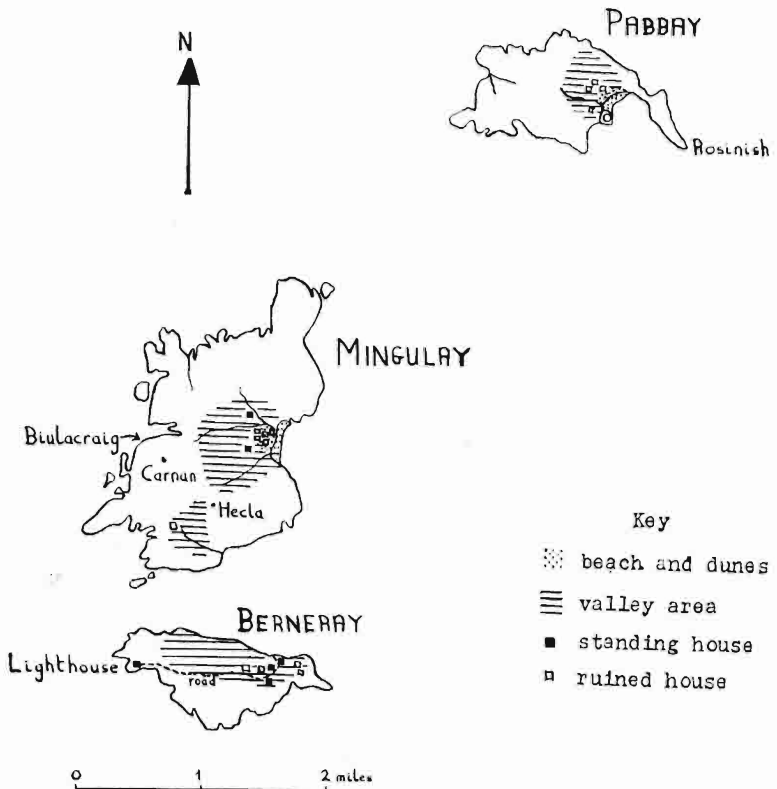 PABBAY
N
Rosinish
MINGULAY
Biulacraig
Carnan
Hecla
Key
beach and dunes
valley area
standing house
ruined house
BERNERAY
Lighthouse
road
0 1 2 miles